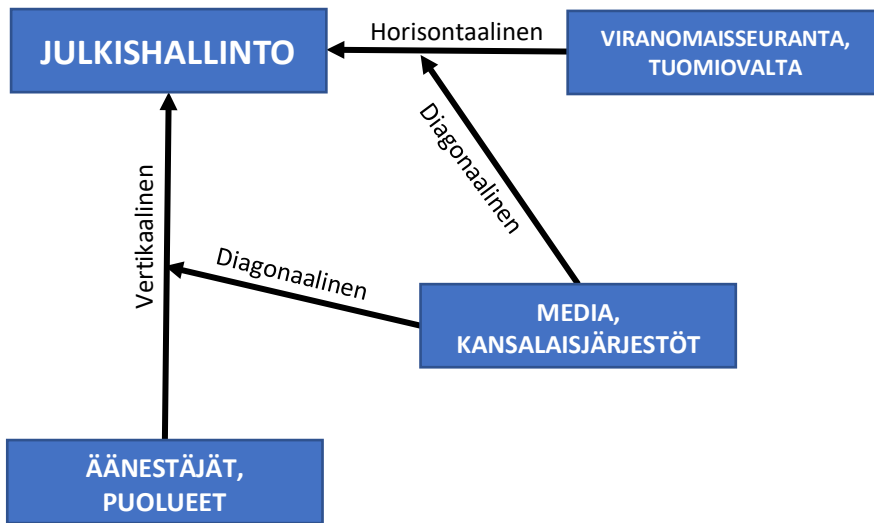 JULKISHALLINTO
Horisontaalinen
VIRANOMAISSEURANTA,
TUOMIOVALTA
Diagonaalinen
Vertikaalinen
Diagonaalinen
MEDIA,
KANSALAISJÄRJESTÖT
ÄÄNESTÄJÄT,
PUOLUEET